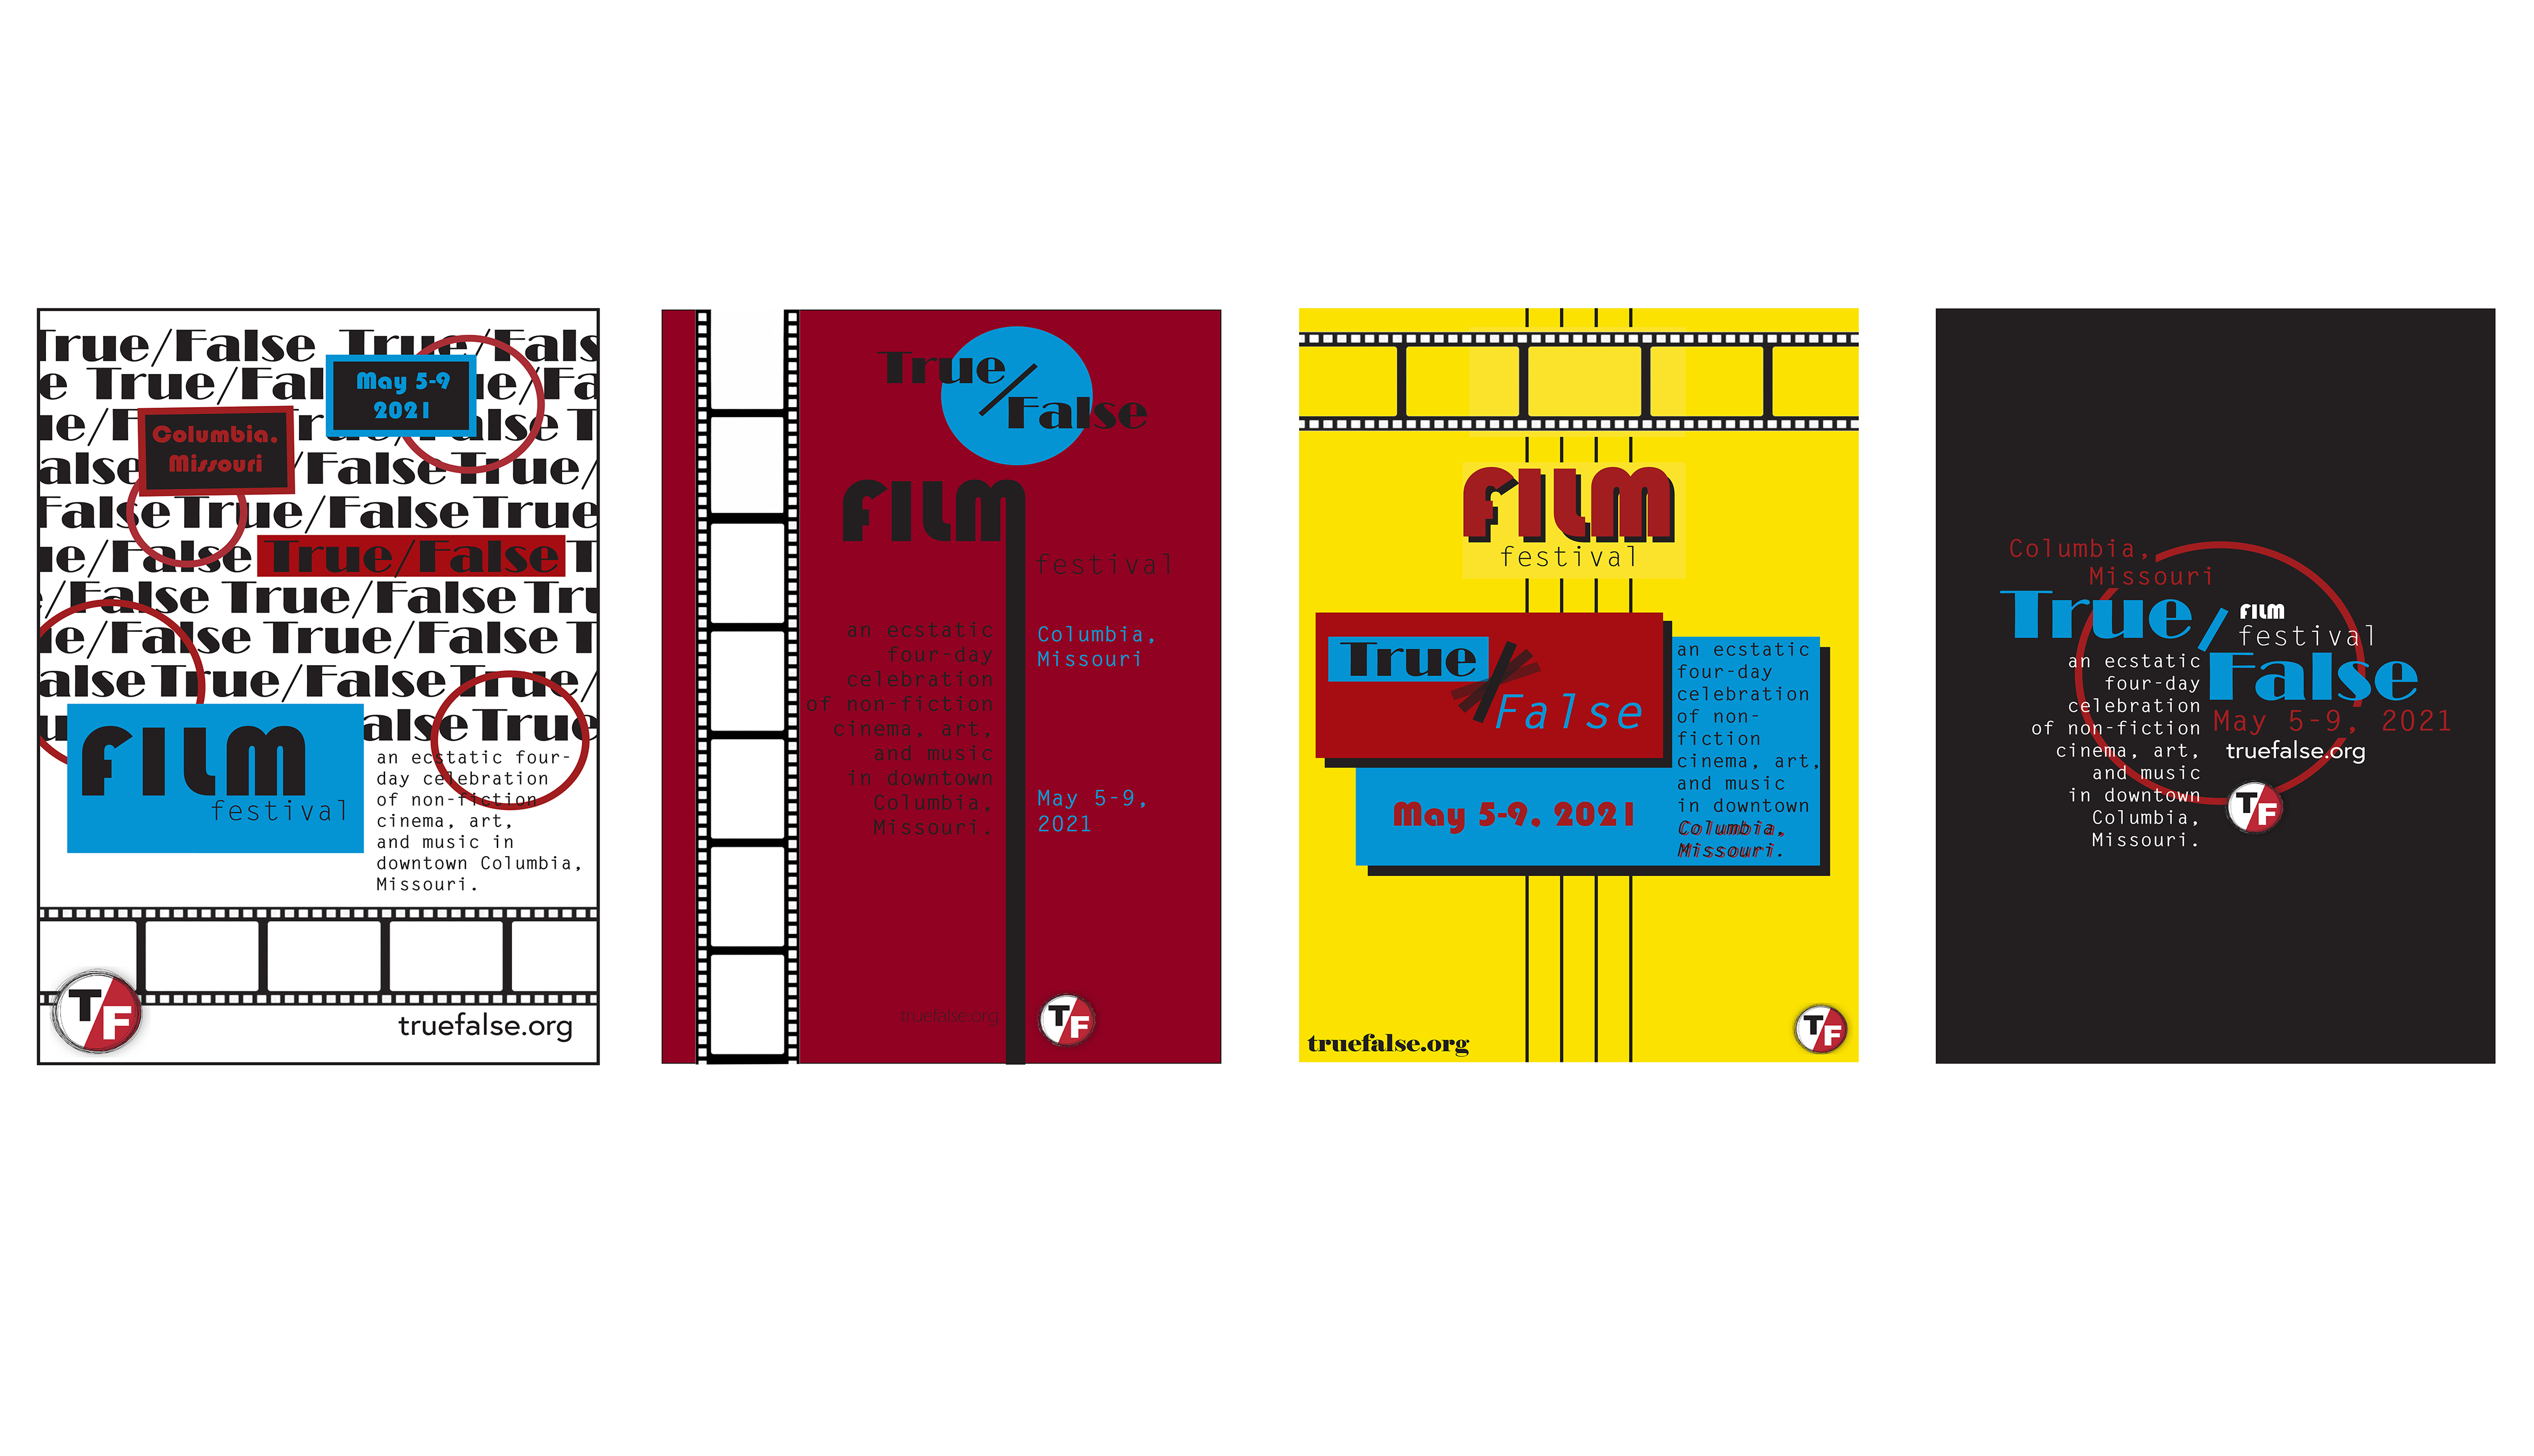 True/False True/Fals
e True/Fal ue/Fa
May 5-9
2021
ue/F r alse T
Columbia,
Missouri
alse /False True/
False True/False True
ue/False True/False T
/False True/False Tru
ue/False True/False T
alse True/False True/
u alse True
FILM
festival
an ecstatic four-
day celebration
of non-fiction
cinema, art,
and music in
downtown Columbia,
Missouri.
TF
truefalse.org
True/
False
FILM
festival
an ecstatic
four-day
celebration
of non-fiction
cinema, art,
and music
in downtown
Columbia,
Missouri.
Columbia,
Missouri
May 5-9,
2021
truefalse.org
TF
FILM
festival
True/
False
an ecstatic
four-day
celebration
of non-
fiction
cinema, art,
and music
in downtown
Columbia,
Missouri.
May 5-9, 2021
truefalse.org
TF
Columbia,
Missouri
True/
FILM
festival
False
an ecstatic
four-day
celebration
of non-fiction
cinema, art,
and music
in downtown
Columbia,
Missouri.
May 5-9, 2021
truefalse.org
TF